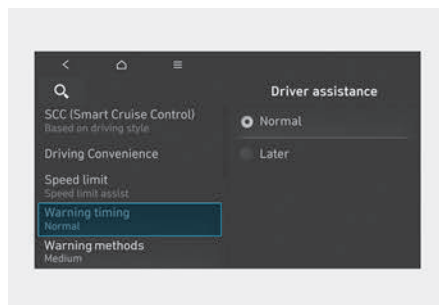 Driver assistance
SCC (Smart Cruise Control)
Based on driving style
Driving Convenience
Speed limit
Speed limit assist
Warning timing
Normal
Warning methods
Medium
Normal
Later